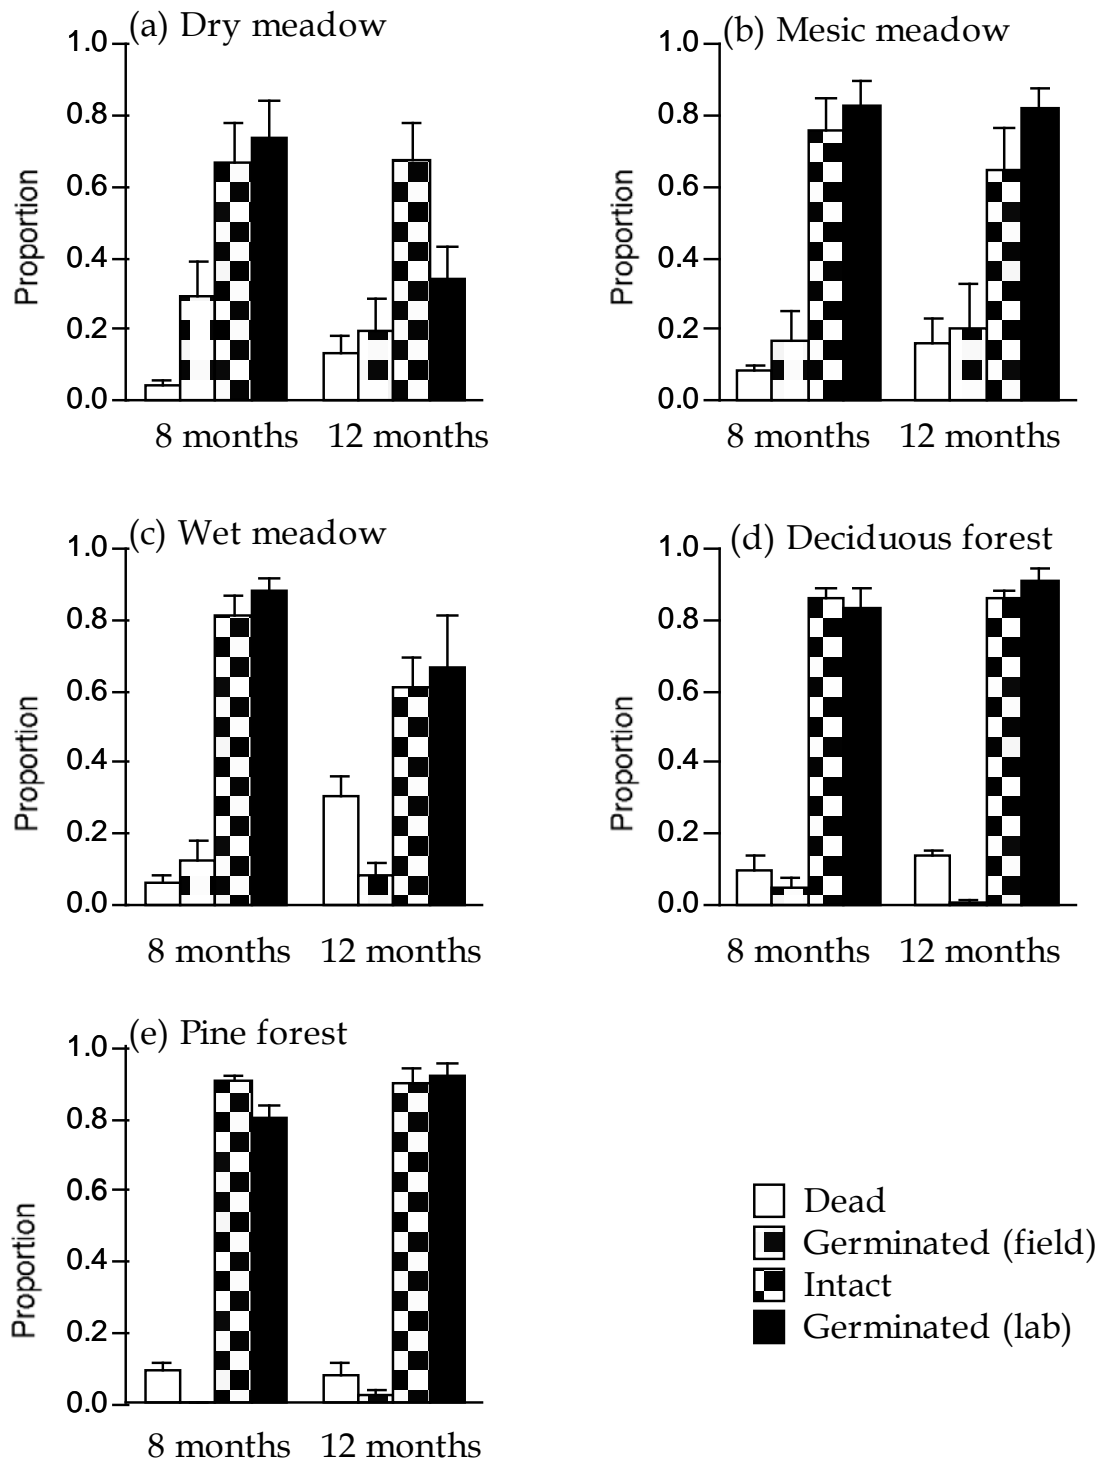 (a) Dry meadow
1.0
0.8
0.6
0.4
0.2
0.0
Proportion
8 months 12 months
(b) Mesic meadow
1.0
0.8
0.6
0.4
0.2
0.0
Proportion
8 months 12 months
(c) Wet meadow
1.0
0.8
0.6
0.4
0.2
0.0
Proportion
8 months 12 months
(d) Deciduous forest
1.0
0.8
0.6
0.4
0.2
0.0
Proportion
8 months 12 months
(e) Pine forest
1.0
0.8
0.6
0.4
0.2
0.0
Proportion
8 months 12 months
Dead
Germinated (field)
Intact
Germinated (lab)